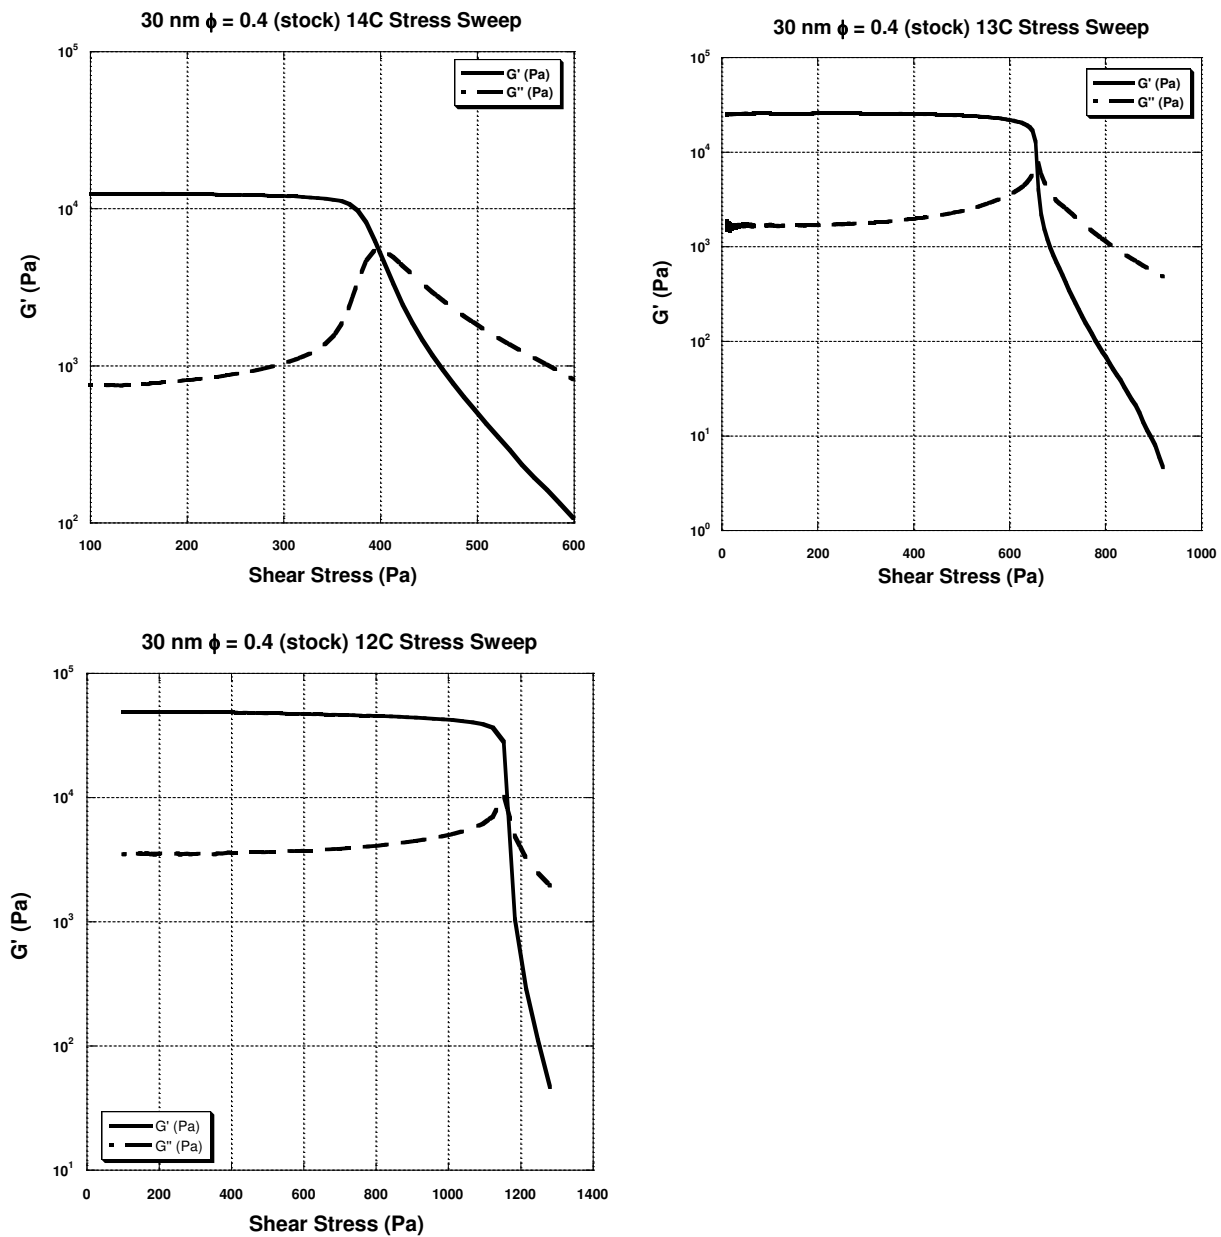 30 nm ϕ = 0.4 (stock) 14C Stress Sweep
10⁵
10⁴
10³
10²
G' (Pa)
G' (Pa)
G'' (Pa)
100 200 300 400 500 600
Shear Stress (Pa)
30 nm ϕ = 0.4 (stock) 13C Stress Sweep
10⁵
10⁴
10³
10²
10¹
10⁰
G' (Pa)
G' (Pa)
G'' (Pa)
0 200 400 600 800 1000
Shear Stress (Pa)
30 nm ϕ = 0.4 (stock) 12C Stress Sweep
10⁵
10⁴
10³
10²
10¹
G' (Pa)
G' (Pa)
G'' (Pa)
0 200 400 600 800 1000 1200 1400
Shear Stress (Pa)